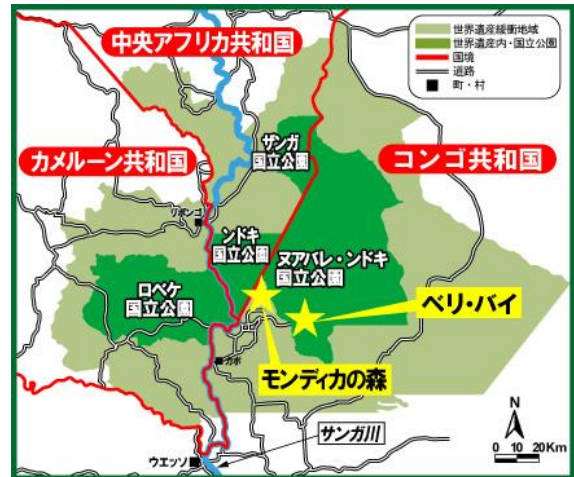 中央アフリカ共和国
世界遺産緩衝地域
世界遺産内・国立公園
国境
道路
町・村
ザンガ
国立公園
カメルーン共和国
コンゴ共和国
リボンゴ
ンドキ
国立公園
ヌアバレ・ンドキ
国立公園
ロベケ
国立公園
ベリ・バイ
カボ
モンディカの森
サンガ川
ウエッソ
N
0 10 20Km